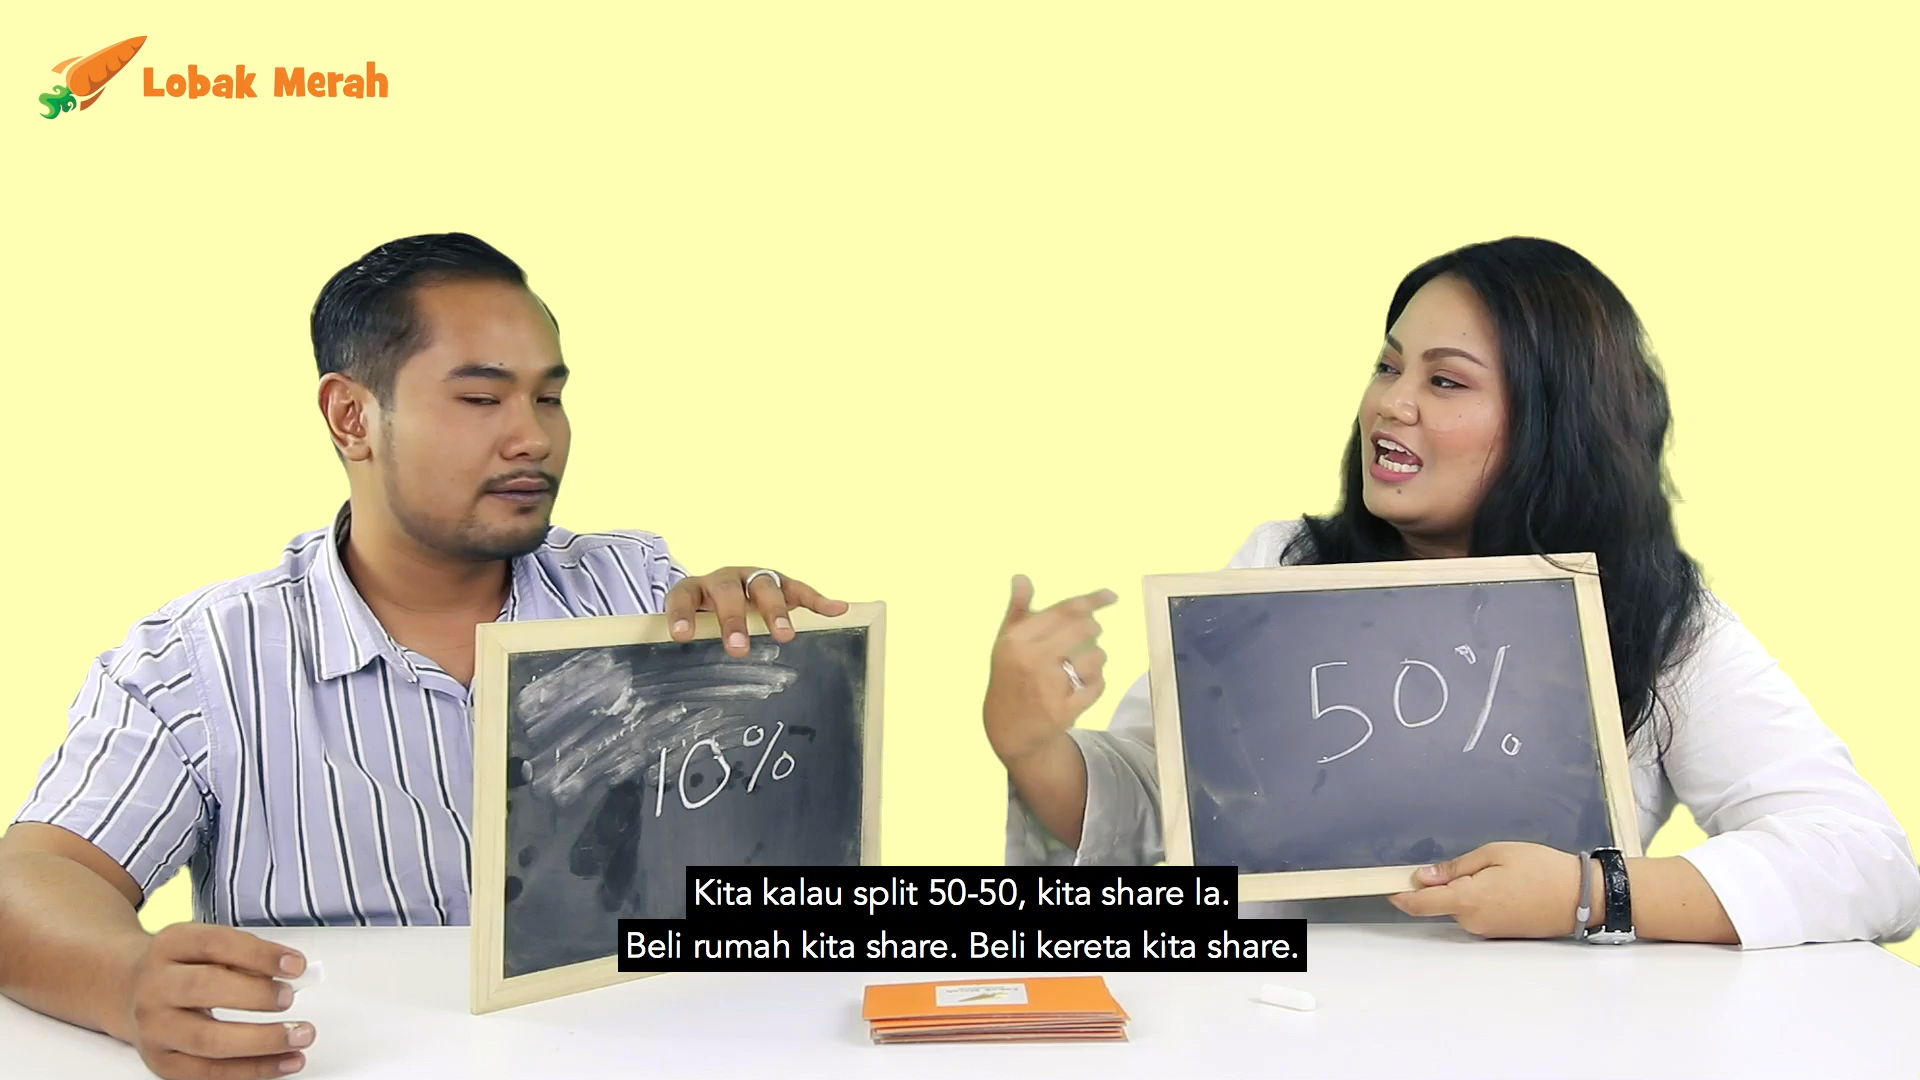 Lobak Merah
10%
50%
Kita kalau split 50-50, kita share la.
Beli rumah kita share. Beli kereta kita share.